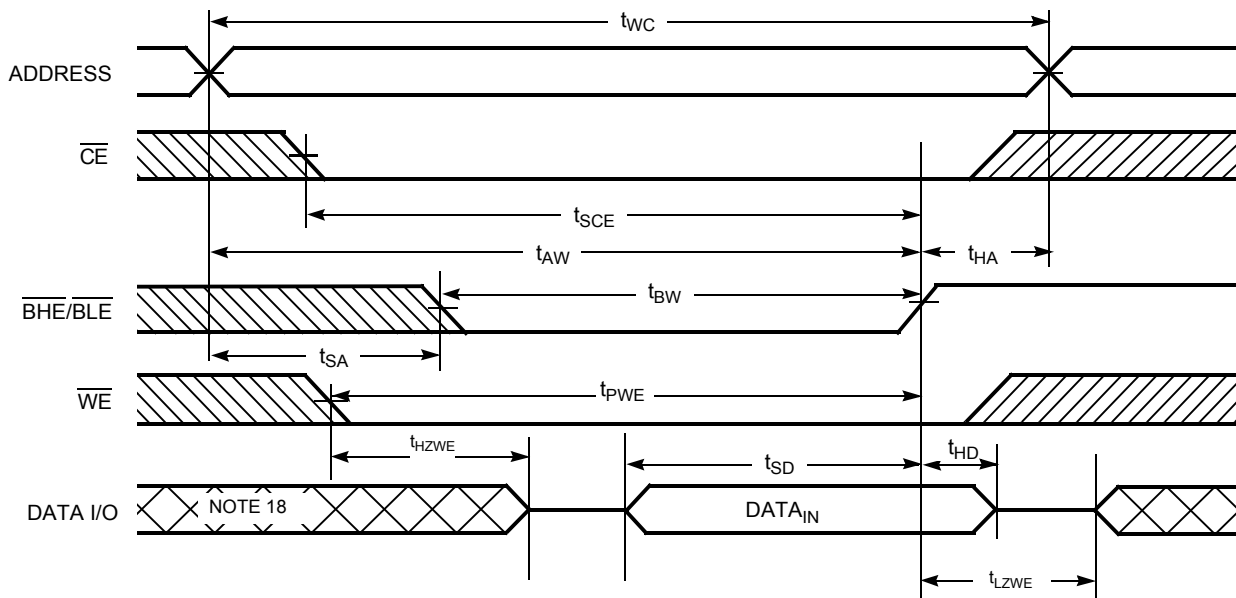 tWC
ADDRESS
CE
tSCE
tAW
tHA
BHE/BLE
tBW
tSA
WE
tPWE
tHZWE
tSD
tHD
DATA I/O
NOTE 18
DATAIN
tLZWE